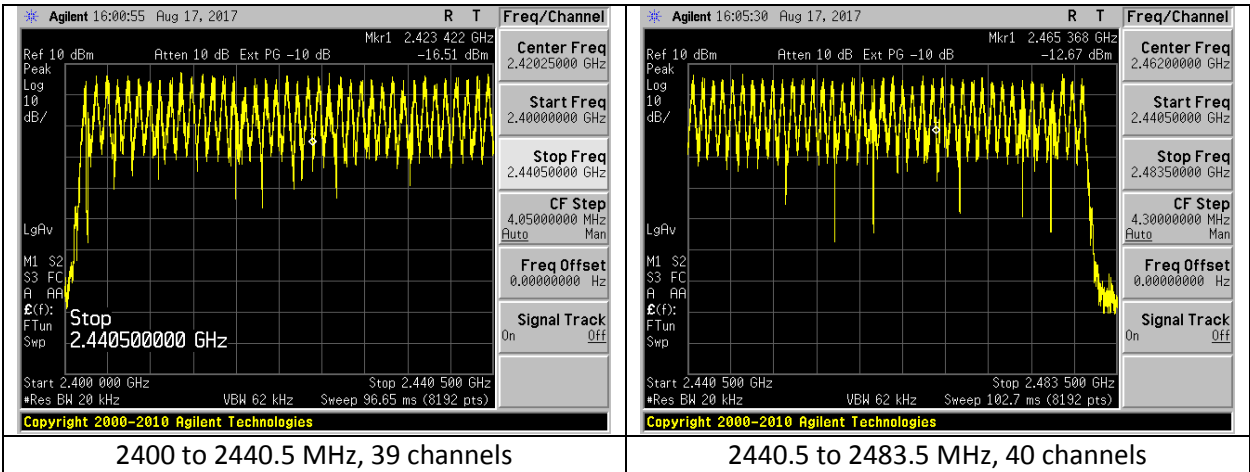 Agilent 16:00:55 Aug 17, 2017 R T Freq/Channel
Mkr1 2.423 422 GHz
Ref 10 dBm Atten 10 dB Ext PG -10 dB -16.51 dBm
Peak
Log
10
dB/
LgAv
M1 S2
S3 FC
A AA
£(f):
FTun
Swp
Stop
2.440500000 GHz
Start 2.400 000 GHz Stop 2.440 500 GHz
#Res BW 20 kHz VBW 62 kHz Sweep 96.65 ms (8192 pts)
Copyright 2000-2010 Agilent Technologies
Center Freq
2.42025000 GHz
Start Freq
2.40000000 GHz
Stop Freq
2.44050000 GHz
CF Step
4.05000000 MHz
Auto Man
Freq Offset
0.00000000 Hz
Signal Track
On Off
2400 to 2440.5 MHz, 39 channels
Agilent 16:05:30 Aug 17, 2017 R T Freq/Channel
Mkr1 2.465 368 GHz
Ref 10 dBm Atten 10 dB Ext PG -10 dB -12.67 dBm
Peak
Log
10
dB/
LgAv
M1 S2
S3 FC
A AA
£(f):
FTun
Swp
Start 2.440 500 GHz Stop 2.483 500 GHz
#Res BW 20 kHz VBW 62 kHz Sweep 102.7 ms (8192 pts)
Copyright 2000-2010 Agilent Technologies
Center Freq
2.46200000 GHz
Start Freq
2.44050000 GHz
Stop Freq
2.48350000 GHz
CF Step
4.30000000 MHz
Auto Man
Freq Offset
0.00000000 Hz
Signal Track
On Off
2440.5 to 2483.5 MHz, 40 channels